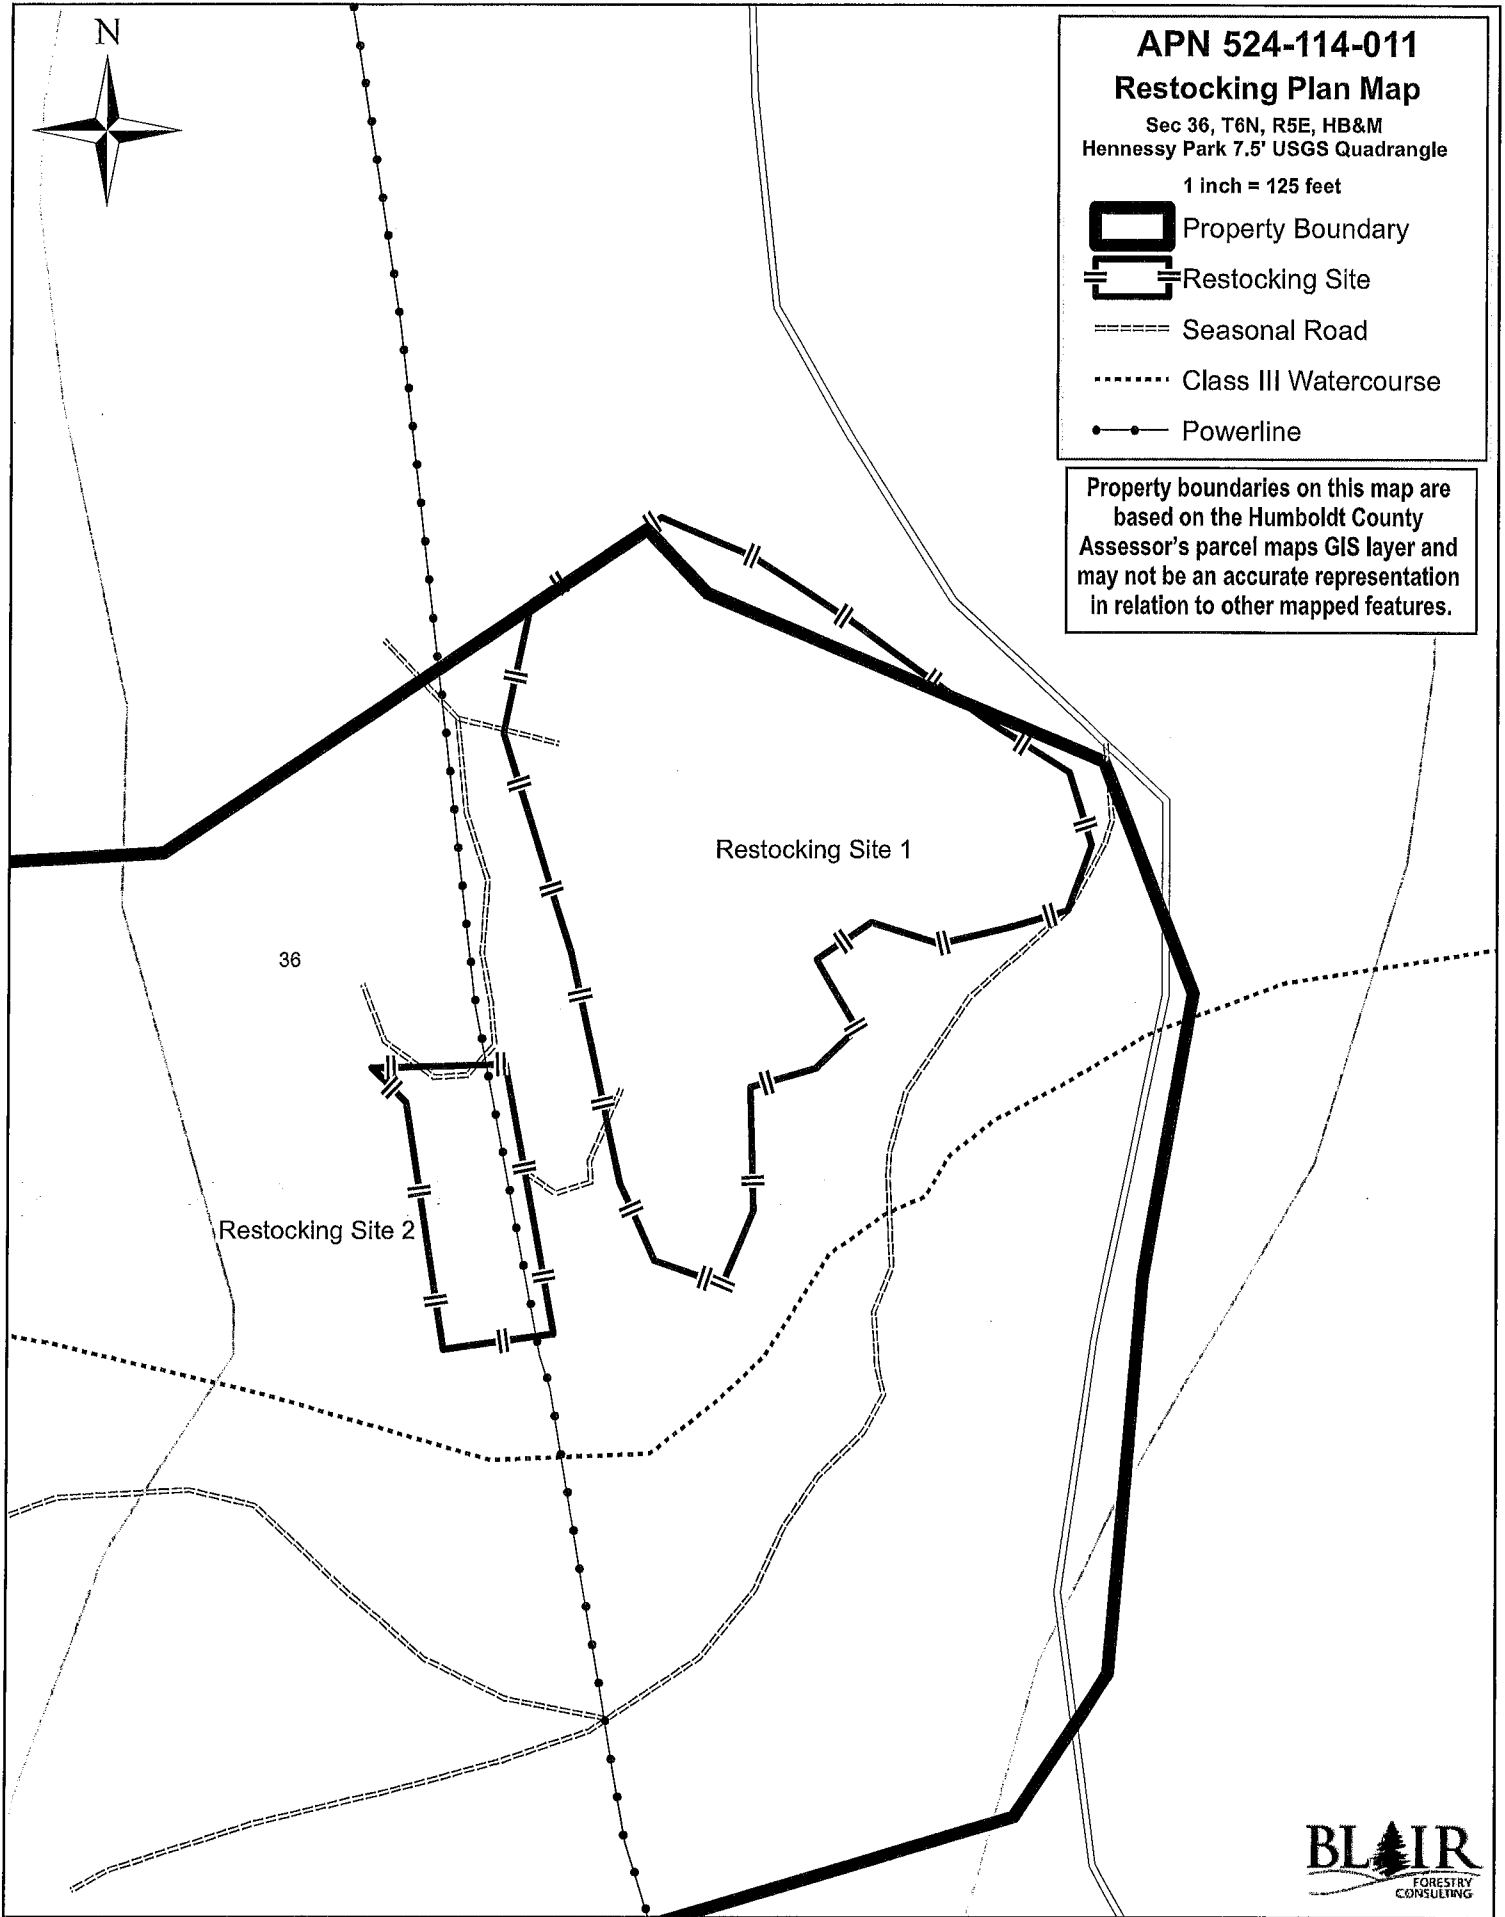 N
APN 524-114-011
Restocking Plan Map
Sec 36, T6N, R5E, HB&M
Hennessy Park 7.5' USGS Quadrangle
1 inch = 125 feet
Property Boundary
Restocking Site
Seasonal Road
Class III Watercourse
Powerline
Property boundaries on this map are
based on the Humboldt County
Assessor's parcel maps GIS layer and
may not be an accurate representation
in relation to other mapped features.
Restocking Site 1
36
Restocking Site 2
BLAIR
FORESTRY
CONSULTING